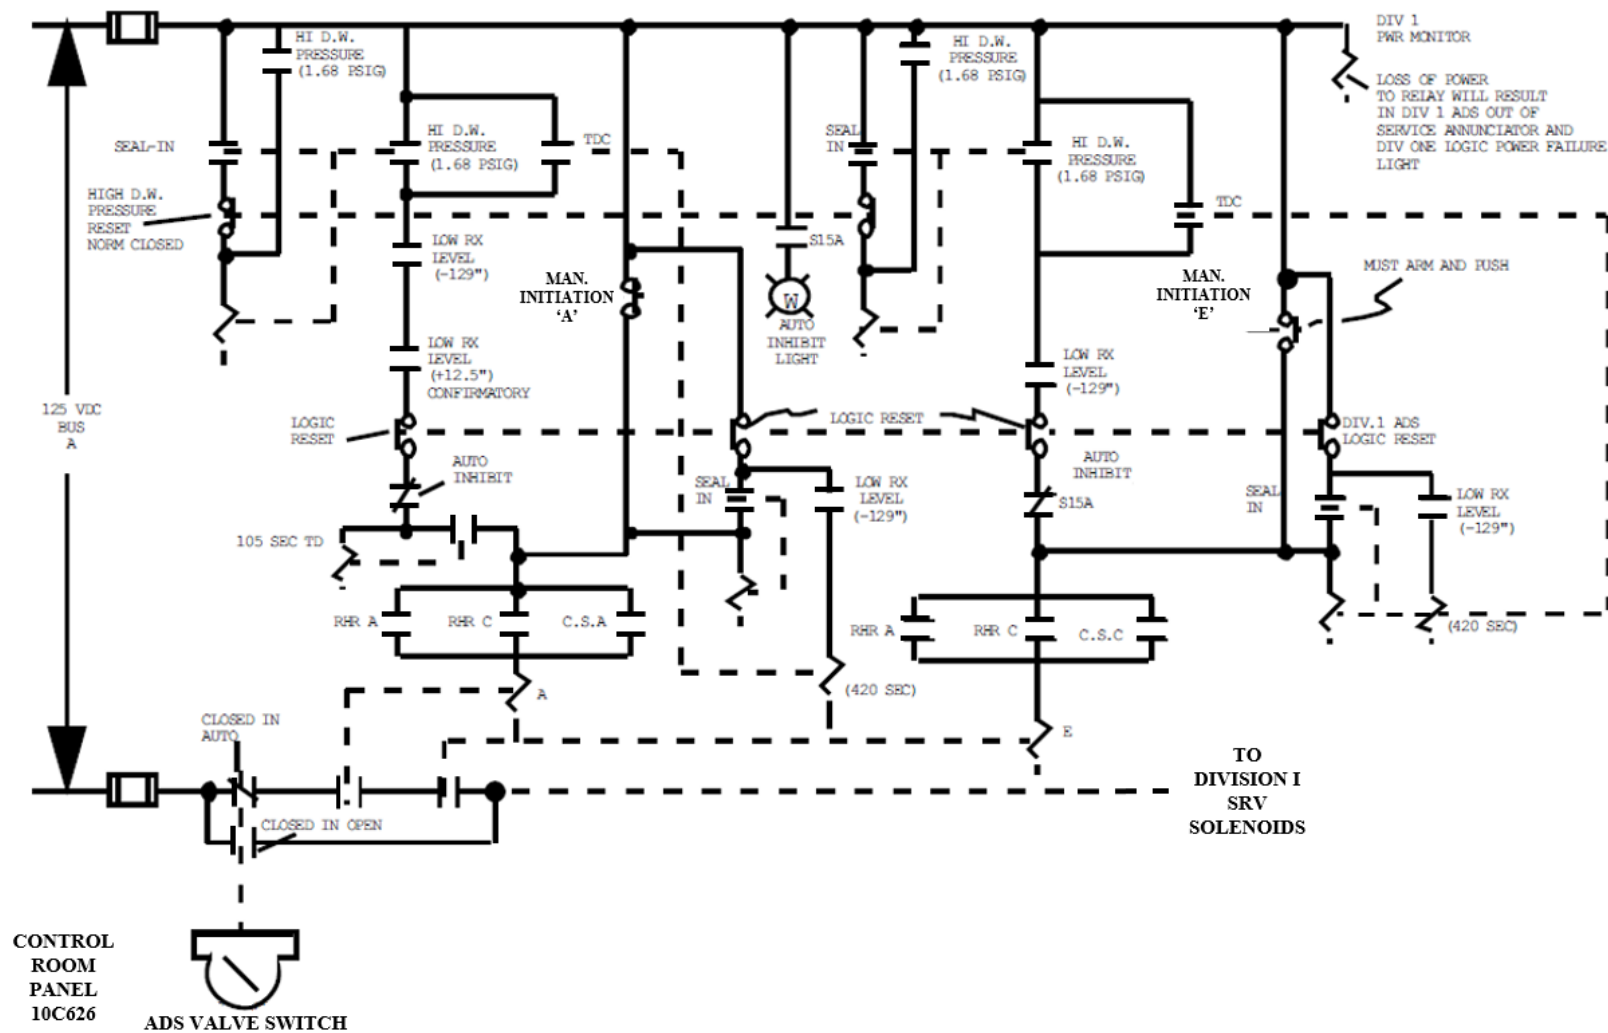 DIV 1
PWR MONITOR
HI D.W.
PRESSURE
(1.68 PSIG)
HI D.W.
PRESSURE
(1.68 PSIG)
LOSS OF POWER
TO RELAY WILL RESULT
IN DIV 1 ADS OUT OF
SERVICE ANNUNCIATOR AND
DIV ONE LOGIC POWER FAILURE
LIGHT
SEAL-IN
HI D.W.
PRESSURE
(1.68 PSIG)
TDC
SEAL
IN
HI D.W.
PRESSURE
(1.68 PSIG)
TDC
HIGH D.W.
PRESSURE
RESET
NORM CLOSED
LOW RX
LEVEL
(-129")
MAN.
INITIATION
'A'
S15A
W
AUTO
INHIBIT
LIGHT
MAN.
INITIATION
'E'
MUST ARM AND PUSH
LOW RX
LEVEL
(+12.5")
CONFIRMATORY
LOW RX
LEVEL
(-129")
125 VDC
BUS
A
LOGIC
RESET
LOGIC RESET
DIV.1 ADS
LOGIC RESET
AUTO
INHIBIT
SEAL
IN
LOW RX
LEVEL
(-129")
AUTO
INHIBIT
S15A
SEAL
IN
LOW RX
LEVEL
(-129")
105 SEC TD
RHR A
RHR C
C.S.A
RHR A
RHR C
C.S.C
(420 SEC)
A
(420 SEC)
E
CLOSED IN
AUTO
CLOSED IN OPEN
TO
DIVISION I
SRV
SOLENOIDS
CONTROL
ROOM
PANEL
10C626
ADS VALVE SWITCH